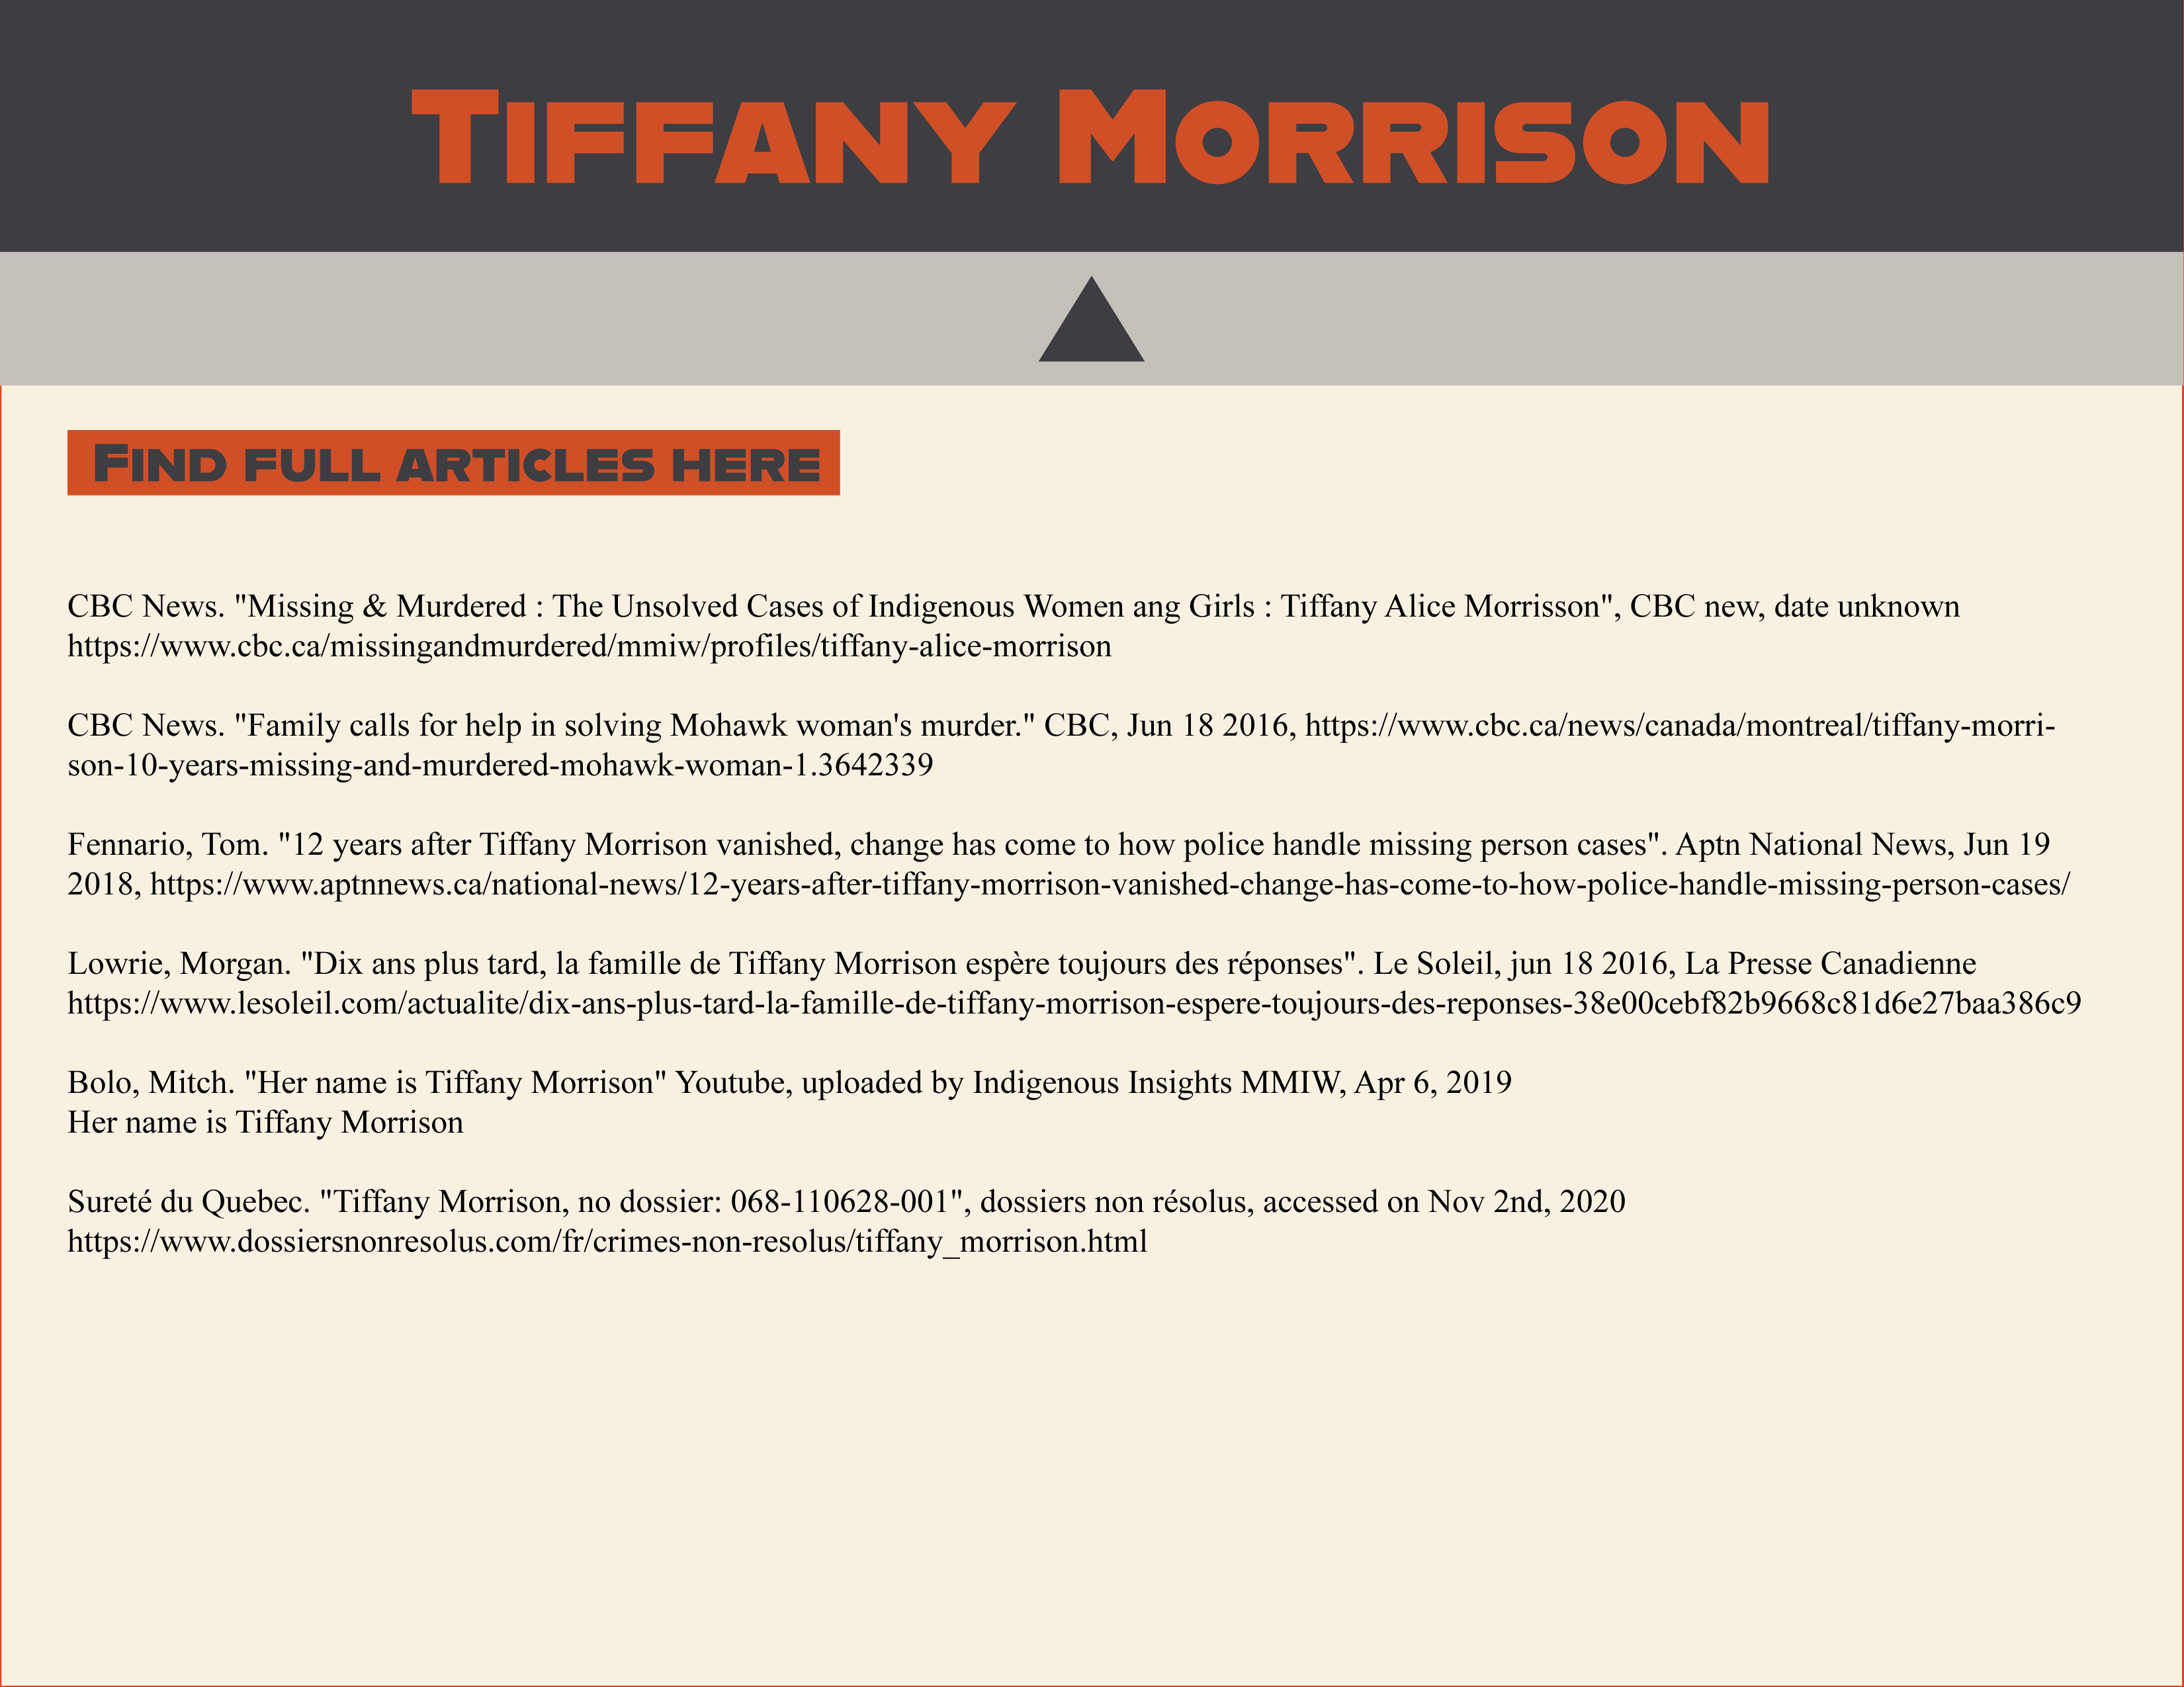 Tiffany Morrison
Find full articles here
CBC News. "Missing & Murdered : The Unsolved Cases of Indigenous Women ang Girls : Tiffany Alice Morrisson", CBC new, date unknown
https://www.cbc.ca/missingandmurdered/mmiw/profiles/tiffany-alice-morrison
CBC News. "Family calls for help in solving Mohawk woman's murder." CBC, Jun 18 2016, https://www.cbc.ca/news/canada/montreal/tiffany-morri-
son-10-years-missing-and-murdered-mohawk-woman-1.3642339
Fennario, Tom. "12 years after Tiffany Morrison vanished, change has come to how police handle missing person cases". Aptn National News, Jun 19
2018, https://www.aptnnews.ca/national-news/12-years-after-tiffany-morrison-vanished-change-has-come-to-how-police-handle-missing-person-cases/
Lowrie, Morgan. "Dix ans plus tard, la famille de Tiffany Morrison espère toujours des réponses". Le Soleil, jun 18 2016, La Presse Canadienne
https://www.lesoleil.com/actualite/dix-ans-plus-tard-la-famille-de-tiffany-morrison-espere-toujours-des-reponses-38e00cebf82b9668c81d6e27baa386c9
Bolo, Mitch. "Her name is Tiffany Morrison" Youtube, uploaded by Indigenous Insights MMIW, Apr 6, 2019
Her name is Tiffany Morrison
Sureté du Quebec. "Tiffany Morrison, no dossier: 068-110628-001", dossiers non résolus, accessed on Nov 2nd, 2020
https://www.dossiersnonresolus.com/fr/crimes-non-resolus/tiffany_morrison.html